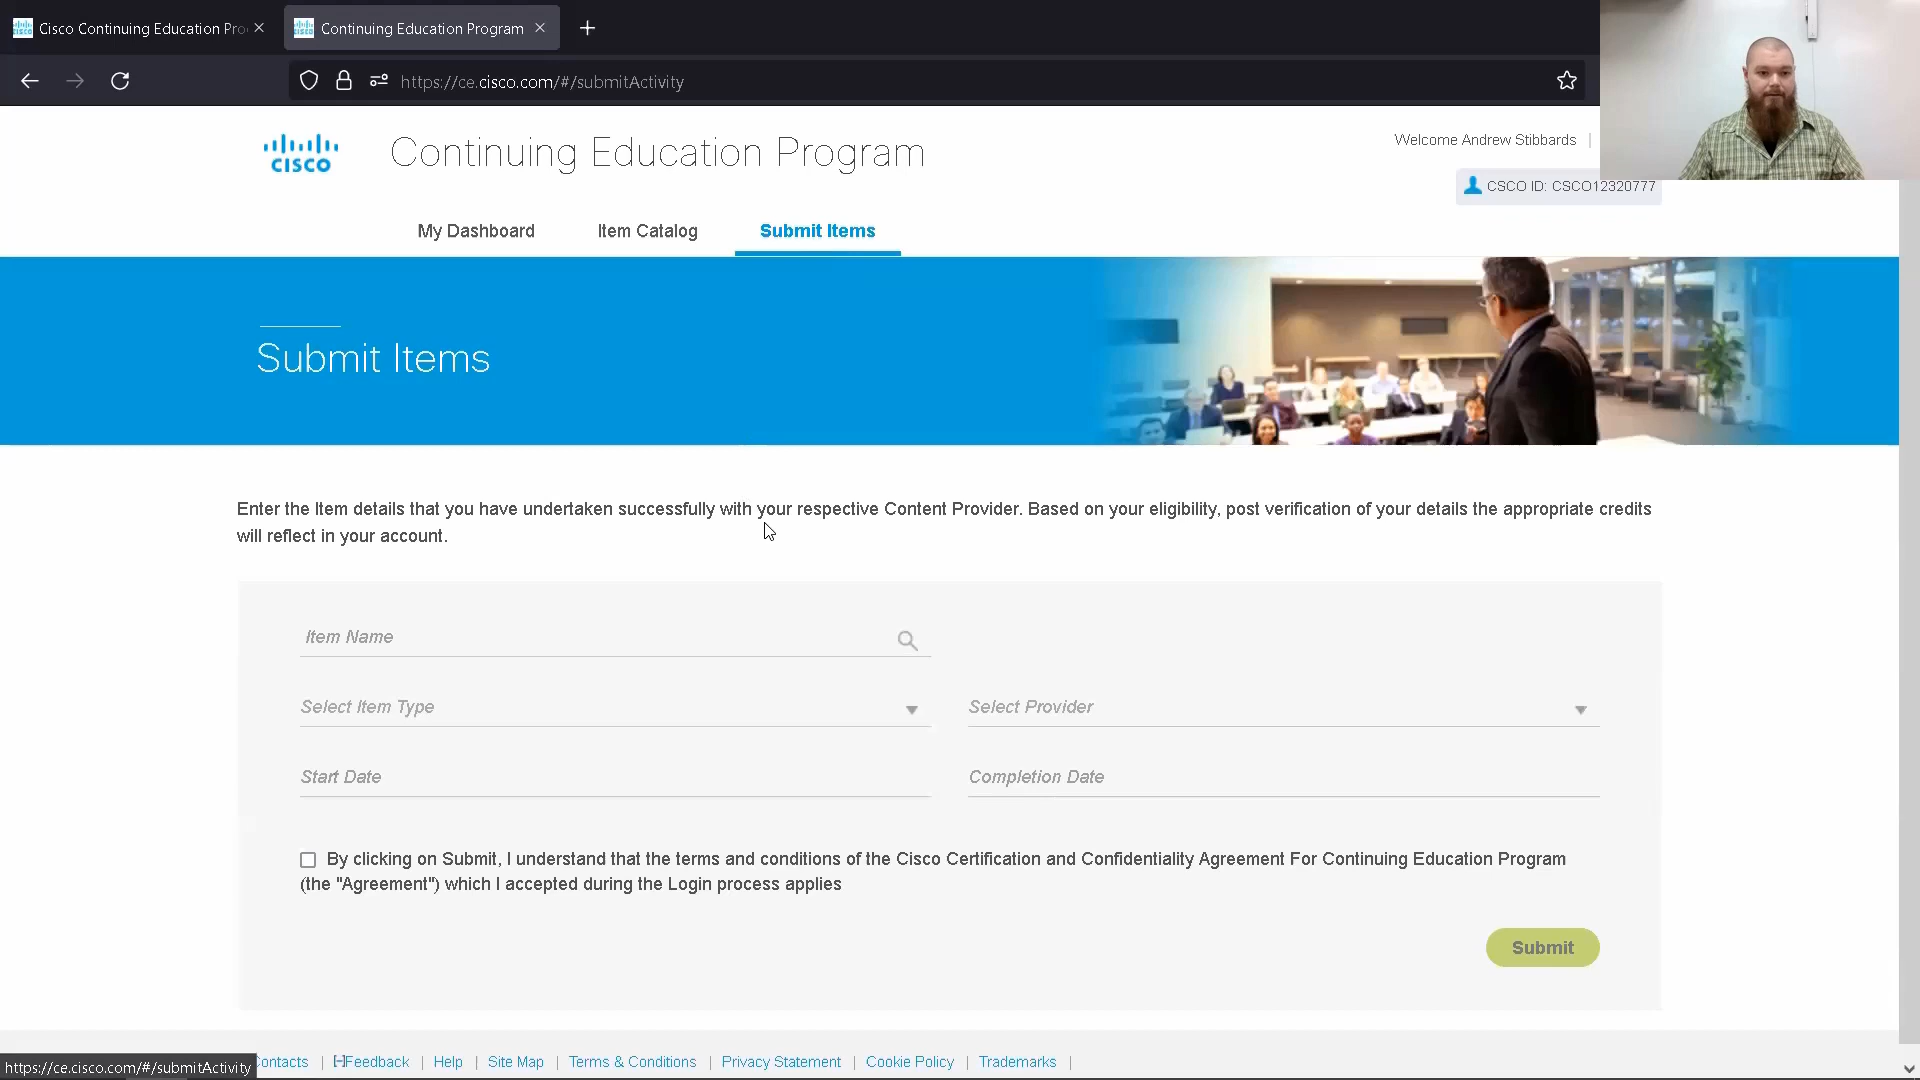 Cisco Continuing Education Pro
Continuing Education Program
https://ce.cisco.com/#/submitActivity
CISCO
Continuing Education Program
Welcome Andrew Stibbards |
CSCO ID: CSCO12320777
My Dashboard
Item Catalog
Submit Items
Submit Items
Enter the Item details that you have undertaken successfully with your respective Content Provider. Based on your eligibility, post verification of your details the appropriate credits
will reflect in your account.
Item Name
Select Item Type
Select Provider
Start Date
Completion Date
By clicking on Submit, I understand that the terms and conditions of the Cisco Certification and Confidentiality Agreement For Continuing Education Program
(the "Agreement") which I accepted during the Login process applies
Submit
https://ce.cisco.com/#/submitActivity
ontacts | [-]Feedback | Help | Site Map | Terms & Conditions | Privacy Statement | Cookie Policy | Trademarks |